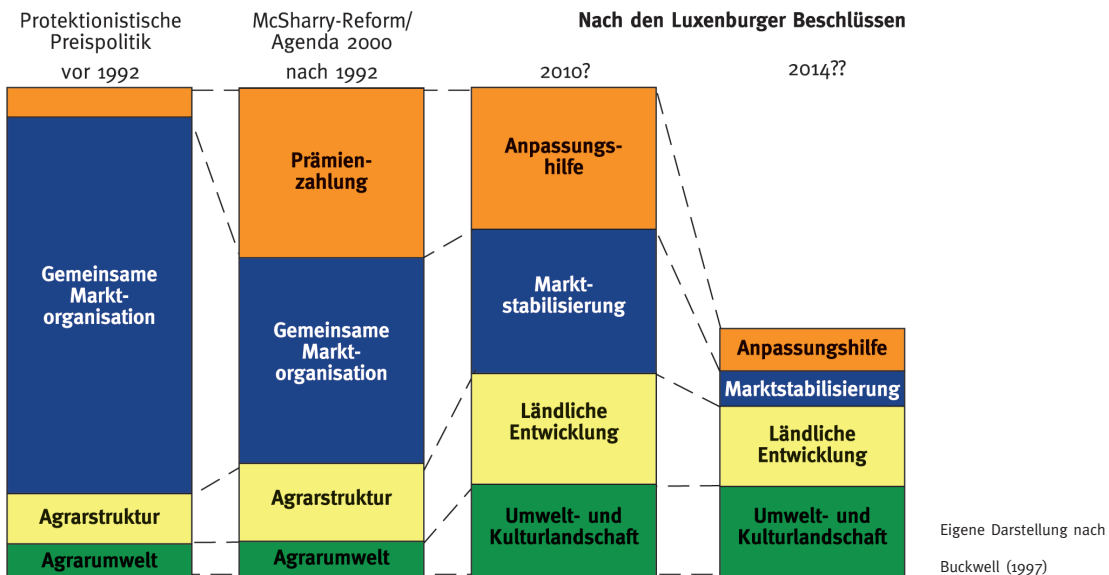 Protektionistische
Preispolitik
vor 1992
McSharry-Reform/
Agenda 2000
nach 1992
Nach den Luxenburger Beschlüssen
2010?
2014??
Gemeinsame
Markt-
organisation
Agrarstruktur
Agrarumwelt
Prämien-
zahlung
Gemeinsame
Markt-
organisation
Agrarstruktur
Agrarumwelt
Anpassungs-
hilfe
Markt-
stabilisierung
Ländliche
Entwicklung
Umwelt- und
Kulturlandschaft
Anpassungshilfe
Marktstabilisierung
Ländliche
Entwicklung
Umwelt- und
Kulturlandschaft
Eigene Darstellung nach
Buckwell (1997)